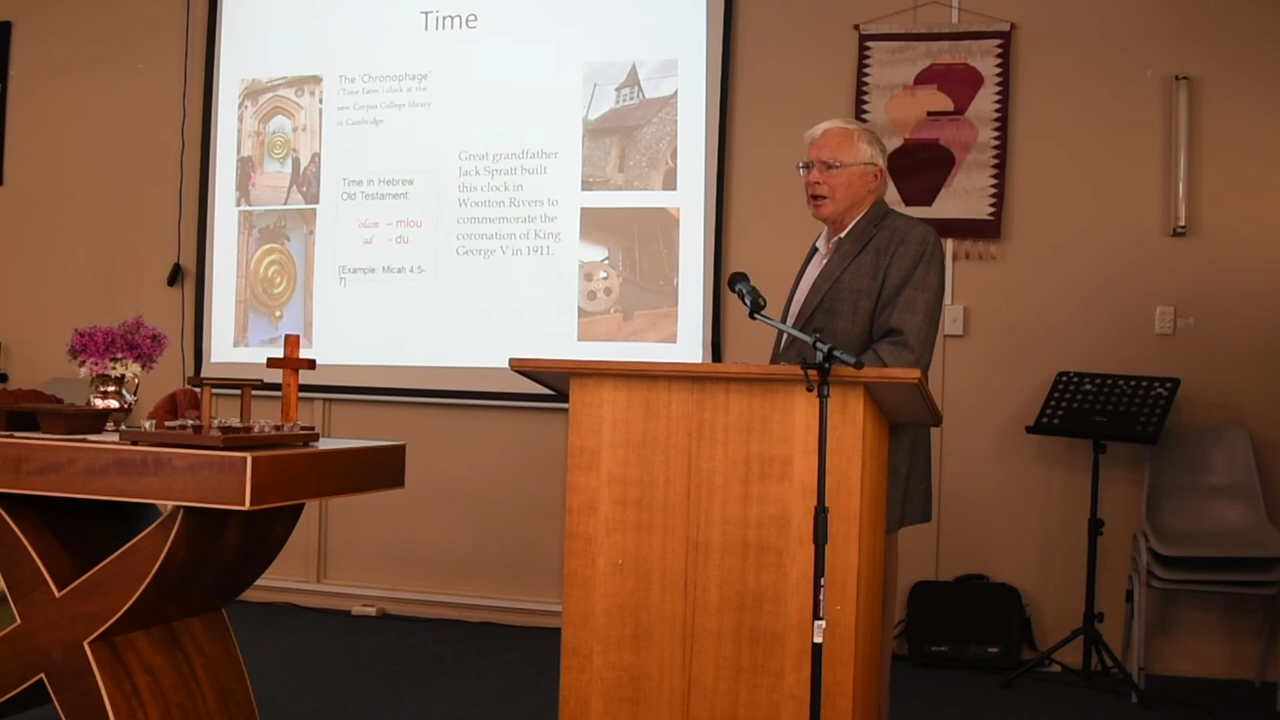 Time
The 'Chronophage'
('Time Eater') clock at the
new Corpus College library
in Cambridge.
Time in Hebrew
Old Testament:
olam – mlou
'ad - du
[Example: Micah 4:5-
7]
Great grandfather
Jack Spratt built
this clock in
Wootton Rivers to
commemorate the
coronation of King
George V in 1911.